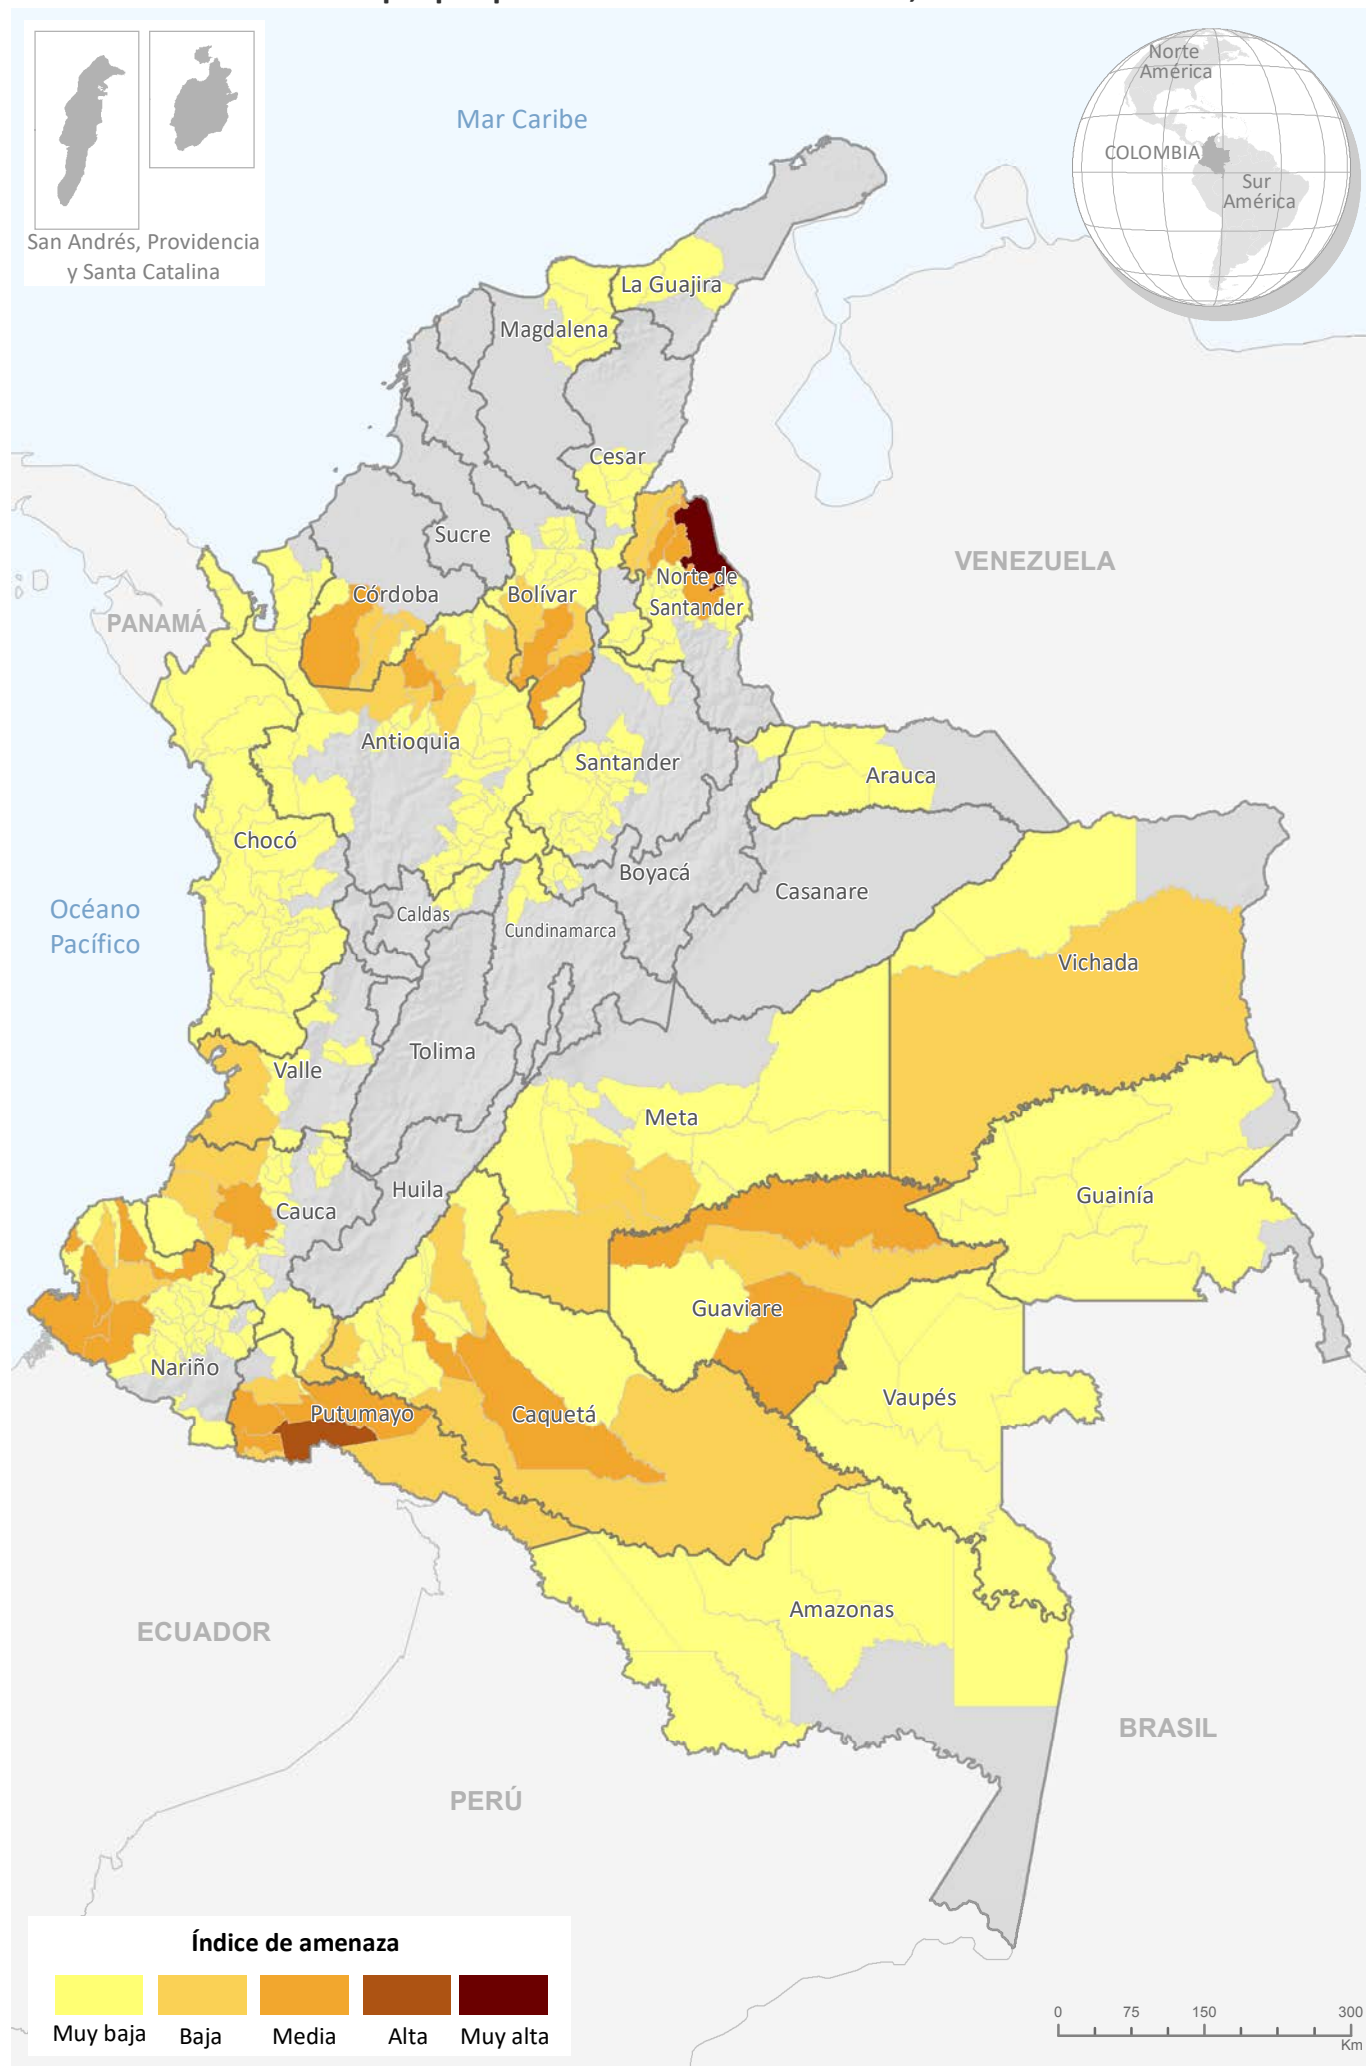 Mar Caribe
Norte
América
COLOMBIA
Sur
América
San Andrés, Providencia
y Santa Catalina
La Guajira
Magdalena
Cesar
Sucre
VENEZUELA
Norte de
Santander
Córdoba
Bolívar
PANAMÁ
Antioquia
Santander
Arauca
Chocó
Boyacá
Casanare
Océano
Pacífico
Caldas
Cundinamarca
Vichada
Tolima
Valle
Meta
Huila
Cauca
Guainía
Guaviare
Nariño
Vaupés
Putumayo
Caquetá
Amazonas
ECUADOR
BRASIL
PERÚ
Índice de amenaza
Muy baja
Baja
Media
Alta
Muy alta
0 75 150 300
Km